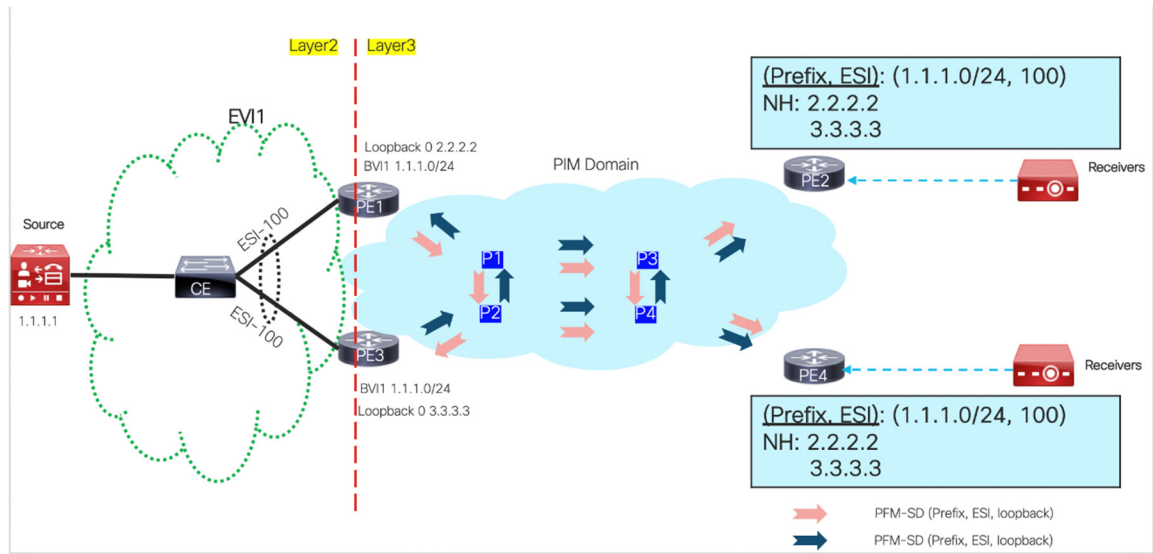 Layer2
Layer3
(Prefix, ESI): (1.1.1.0/24, 100)
NH: 2.2.2.2
3.3.3.3
EVI1
Loopback 0 2.2.2.2
BVI1 1.1.1.0/24
PIM Domain
PE2
Receivers
PE1
Source
ESI-100
P1
P3
CE
1.1.1.1
ESI-100
P2
P4
PE3
PE4
Receivers
BVI1 1.1.1.0/24
Loopback 0 3.3.3.3
(Prefix, ESI): (1.1.1.0/24, 100)
NH: 2.2.2.2
3.3.3.3
PFM-SD (Prefix, ESI, loopback)
PFM-SD (Prefix, ESI, loopback)